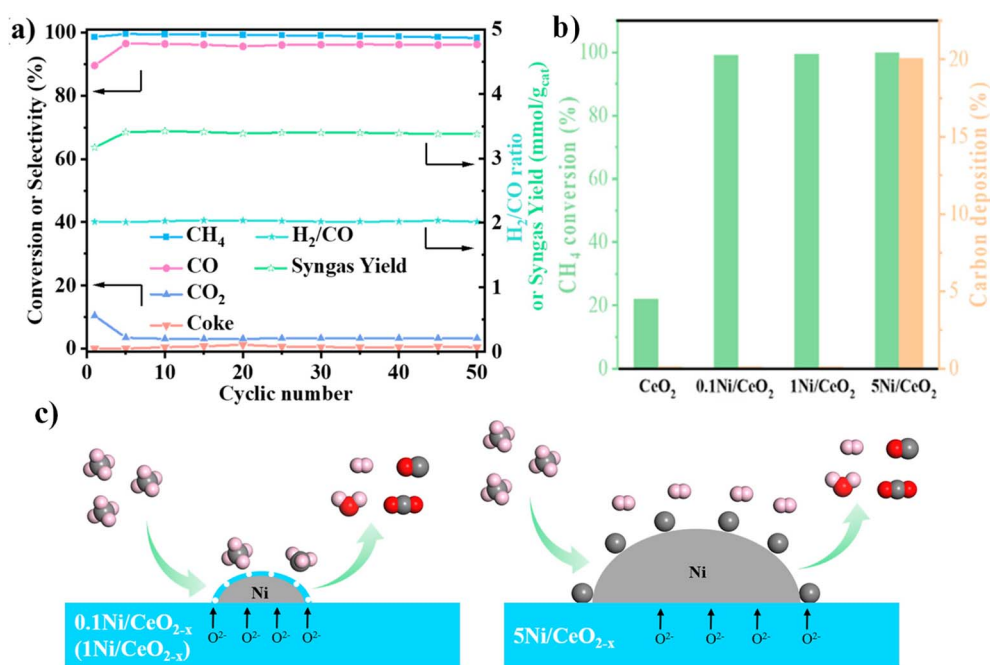 a)
100
80
60
40
20
0
Conversion or Selectivity (%)
CH4
CO
CO2
Coke
H2/CO
Syngas Yield
0 10 20 30 40 50
Cyclic number
5
4
3
2
1
0
H2/CO ratio
or Syngas Yield (mmol/gcat)
b)
100
80
60
40
20
0
CH4 conversion (%)
CeO2 0.1Ni/CeO2 1Ni/CeO2 5Ni/CeO2
20
15
10
5
0
Carbon deposition (%)
c)
Ni
O2- O2- O2- O2-
0.1Ni/CeO2-x
(1Ni/CeO2-x)
Ni
O2- O2- O2- O2-
5Ni/CeO2-x